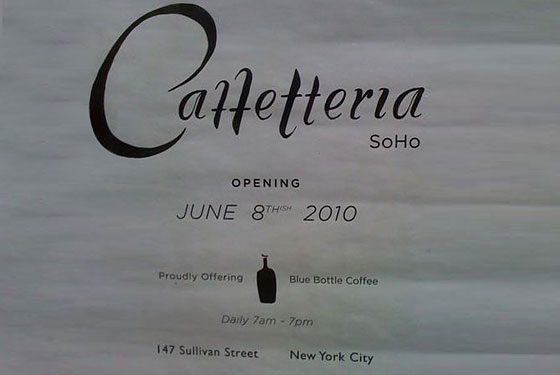 Caffetteria
SoHo
OPENING
JUNE 8THISH 2010
Proudly Offering Blue Bottle Coffee
Daily 7am - 7pm
147 Sullivan Street New York City